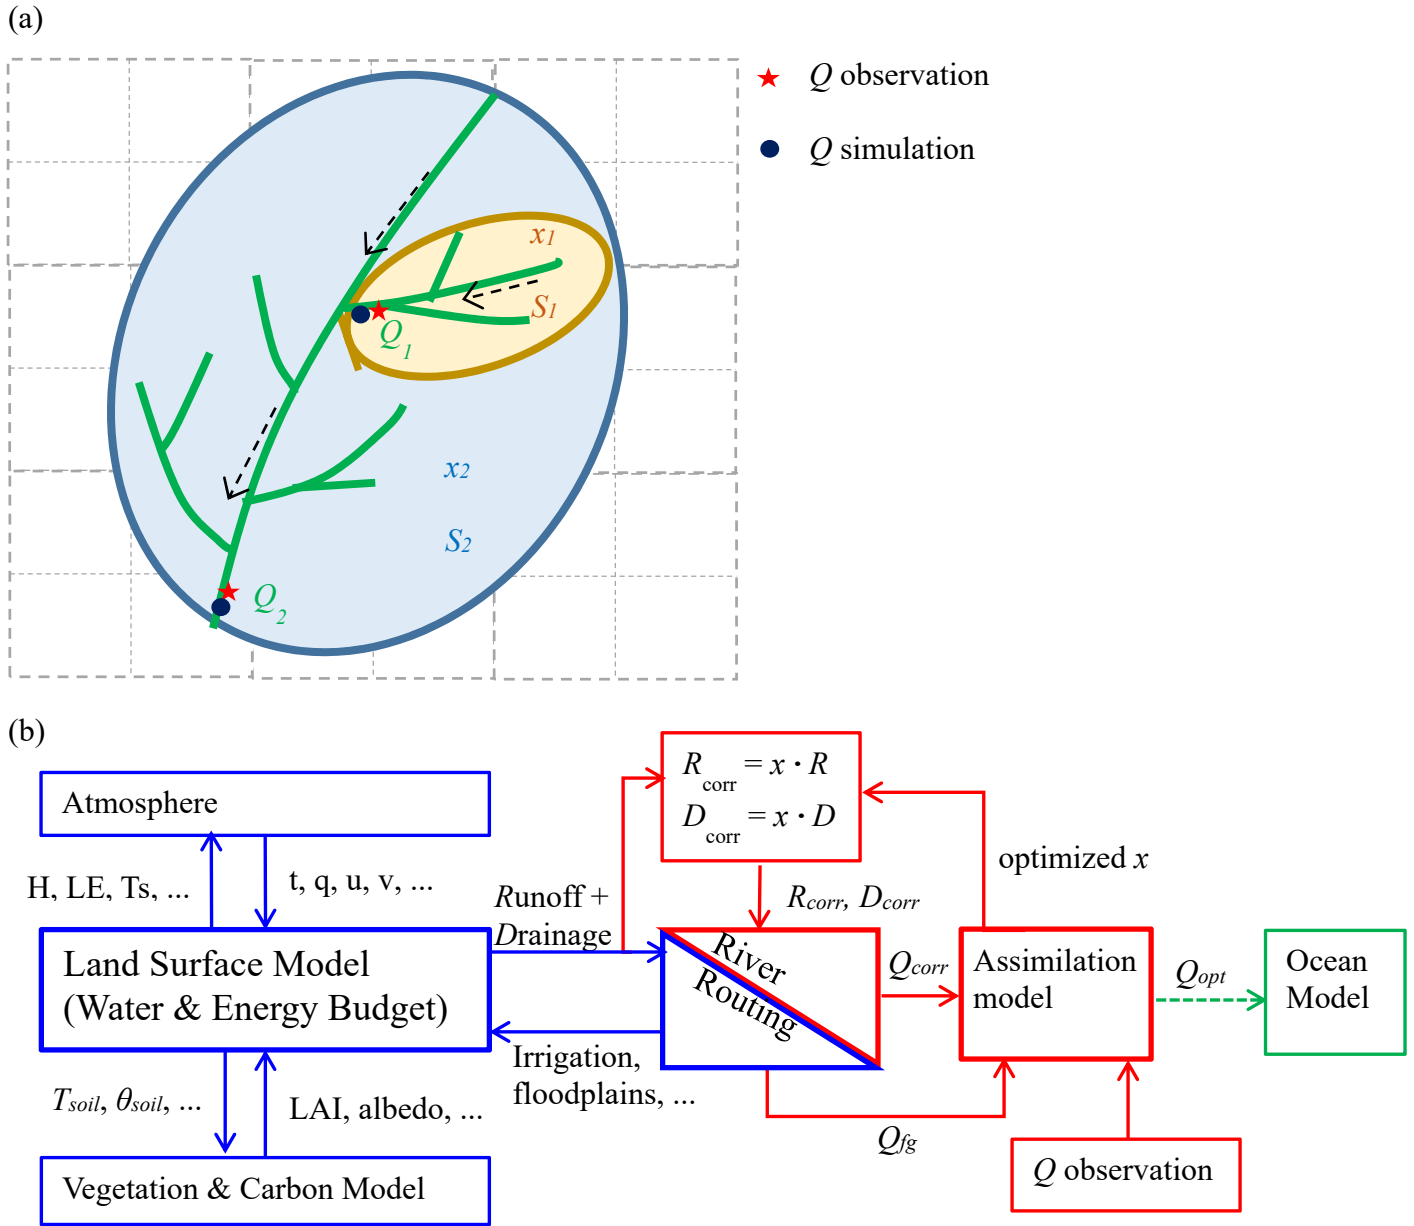 (a)
Q observation
Q simulation
x1
S1
Q1
x2
S2
Q2
(b)
Rcorr = x · R
Dcorr = x · D
Atmosphere
optimized x
H, LE, Ts, ...
t, q, u, v, ...
Runoff +
Drainage
Rcorr, Dcorr
Land Surface Model
(Water & Energy Budget)
River
Routing
Qcorr
Assimilation
model
Qopt
Ocean
Model
Irrigation,
floodplains, ...
Tsoil, θsoil, ...
LAI, albedo, ...
Qfg
Vegetation & Carbon Model
Q observation